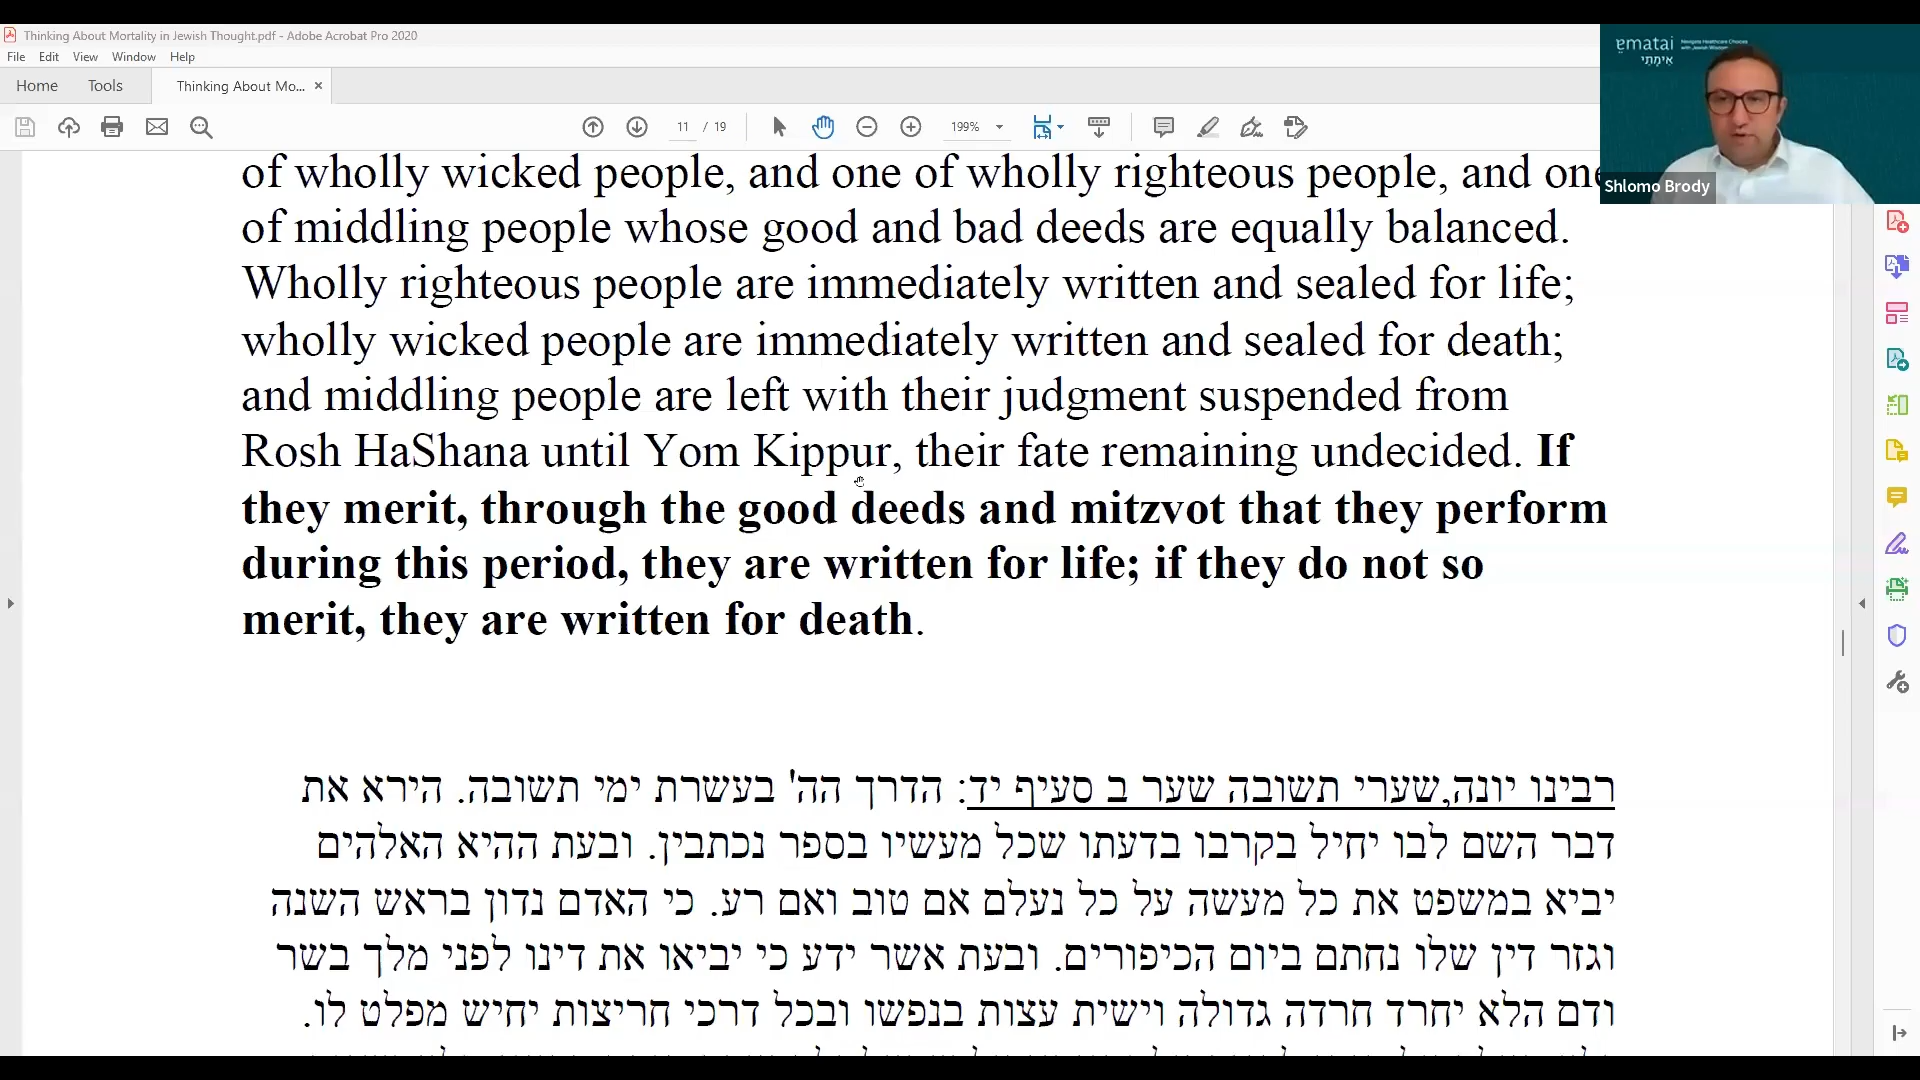 Thinking About Mortality in Jewish Thought.pdf - Adobe Acrobat Pro 2020
File Edit View Window Help
Home Tools Thinking About Mo... ×
11 / 19 199%
ematai Navigate Healthcare Choices
with Jewish Wisdom
אימתי
Shlomo Brody
of wholly wicked people, and one of wholly righteous people, and one
of middling people whose good and bad deeds are equally balanced.
Wholly righteous people are immediately written and sealed for life;
wholly wicked people are immediately written and sealed for death;
and middling people are left with their judgment suspended from
Rosh HaShana until Yom Kippur, their fate remaining undecided. If
they merit, through the good deeds and mitzvot that they perform
during this period, they are written for life; if they do not so
merit, they are written for death.
רבינו יונה,שערי תשובה שער ב סעיף יד: הדרך הה' בעשרת ימי תשובה. הירא את
דבר השם לבו יחיל בקרבו בדעתו שכל מעשיו בספר נכתבין. ובעת ההיא האלהים
יביא במשפט את כל מעשה על כל נעלם אם טוב ואם רע. כי האדם נדון בראש השנה
וגזר דין שלו נחתם ביום הכיפורים. ובעת אשר ידע כי יביאו את דינו לפני מלך בשר
ודם הלא יחרד חרדה גדולה וישית עצות בנפשו ובכל דרכי חריצות יחיש מפלט לו.